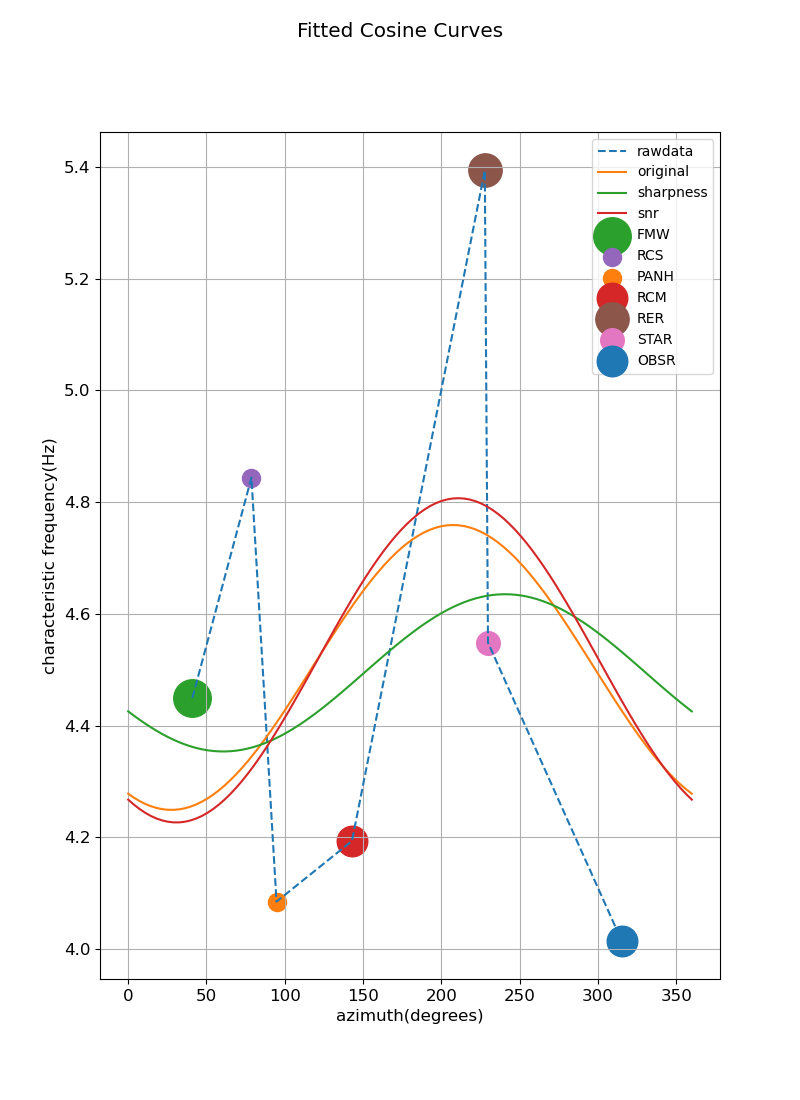 Fitted Cosine Curves
5.4
5.2
5.0
4.8
4.6
4.4
4.2
4.0
characteristic frequency(Hz)
rawdata
original
sharpness
snr
FMW
RCS
PANH
RCM
RER
STAR
OBSR
0 50 100 150 200 250 300 350
azimuth(degrees)